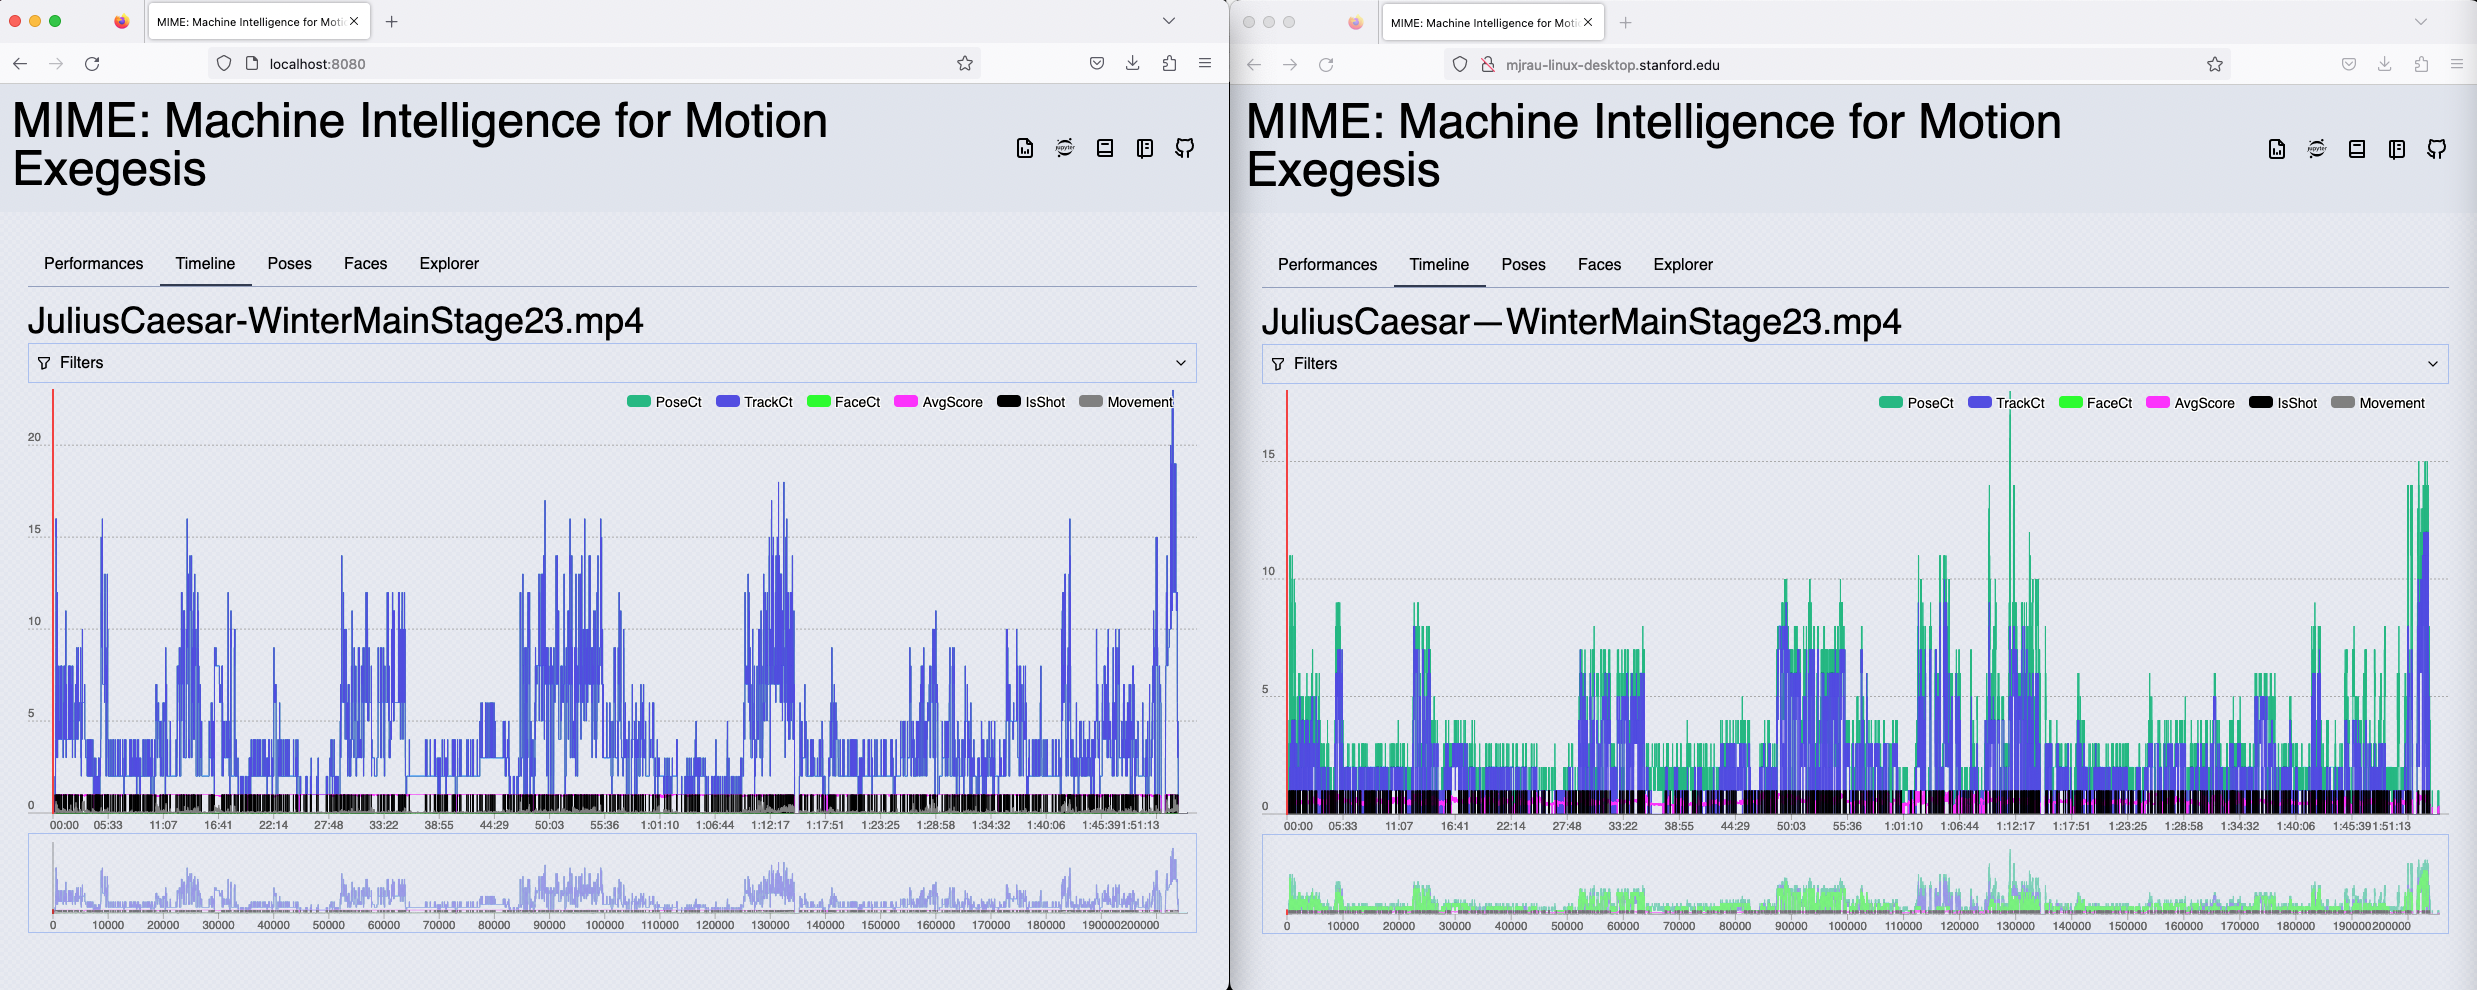 MIME: Machine Intelligence for Moti
localhost:8080
MIME: Machine Intelligence for Motion
Exegesis
jupyter
Performances Timeline Poses Faces Explorer
JuliusCaesar-WinterMainStage23.mp4
Filters
PoseCt TrackCt FaceCt AvgScore IsShot Movement
20
15
10
5
0
00:00 05:33 11:07 16:41 22:14 27:48 33:22 38:55 44:29 50:03 55:36 1:01:10 1:06:44 1:12:17 1:17:51 1:23:25 1:28:58 1:34:32 1:40:06 1:45:39 1:51:13
0 10000 20000 30000 40000 50000 60000 70000 80000 90000 100000 110000 120000 130000 140000 150000 160000 170000 180000 190000 200000
MIME: Machine Intelligence for Moti
mjrau-linux-desktop.stanford.edu
MIME: Machine Intelligence for Motion
Exegesis
jupyter
Performances Timeline Poses Faces Explorer
JuliusCaesar—WinterMainStage23.mp4
Filters
PoseCt TrackCt FaceCt AvgScore IsShot Movement
15
10
5
0
00:00 05:33 11:07 16:41 22:14 27:48 33:22 38:55 44:29 50:03 55:36 1:01:10 1:06:44 1:12:17 1:17:51 1:23:25 1:28:58 1:34:32 1:40:06 1:45:39 1:51:13
0 10000 20000 30000 40000 50000 60000 70000 80000 90000 100000 110000 120000 130000 140000 150000 160000 170000 180000 190000 200000